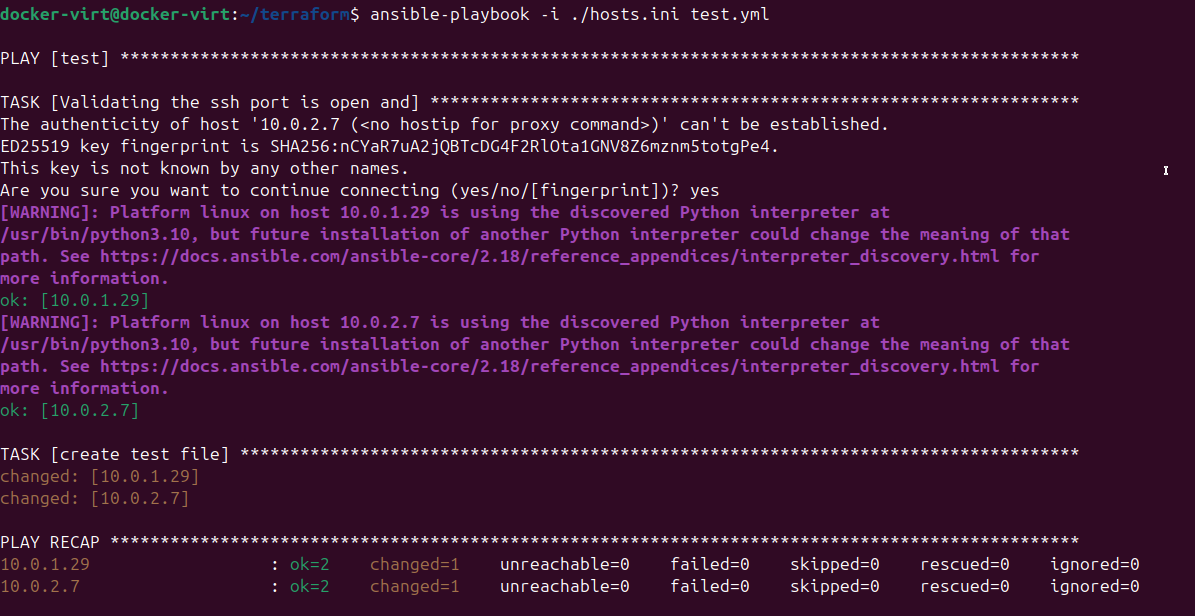 docker-virt@docker-virt:~/terraform$ ansible-playbook -i ./hosts.ini test.yml
PLAY [test] ************************************************************************************************
TASK [Validating the ssh port is open and] *****************************************************************
The authenticity of host '10.0.2.7 (<no hostip for proxy command>)' can't be established.
ED25519 key fingerprint is SHA256:nCYaR7uA2jQBTcDG4F2RlOta1GNV8Z6mznm5totgPe4.
This key is not known by any other names.
Are you sure you want to continue connecting (yes/no/[fingerprint])? yes
[WARNING]: Platform linux on host 10.0.1.29 is using the discovered Python interpreter at
/usr/bin/python3.10, but future installation of another Python interpreter could change the meaning of that
path. See https://docs.ansible.com/ansible-core/2.18/reference_appendices/interpreter_discovery.html for
more information.
ok: [10.0.1.29]
[WARNING]: Platform linux on host 10.0.2.7 is using the discovered Python interpreter at
/usr/bin/python3.10, but future installation of another Python interpreter could change the meaning of that
path. See https://docs.ansible.com/ansible-core/2.18/reference_appendices/interpreter_discovery.html for
more information.
ok: [10.0.2.7]
TASK [create test file] ************************************************************************************
changed: [10.0.1.29]
changed: [10.0.2.7]
PLAY RECAP *************************************************************************************************
10.0.1.29                  : ok=2    changed=1    unreachable=0    failed=0    skipped=0    rescued=0    ignored=0
10.0.2.7                   : ok=2    changed=1    unreachable=0    failed=0    skipped=0    rescued=0    ignored=0